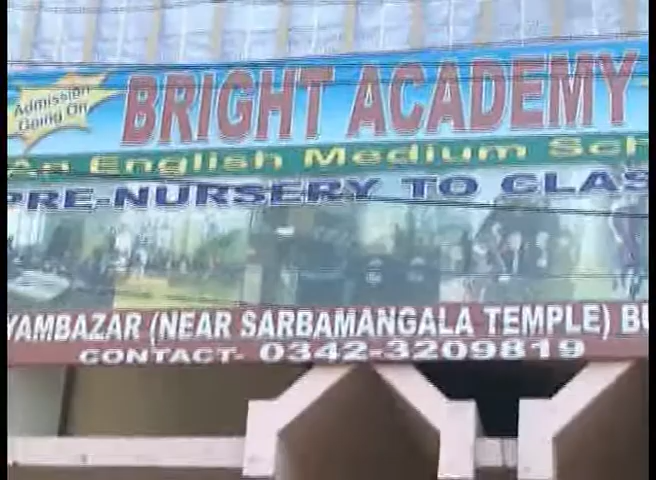 Admission
Going On
BRIGHT ACADEMY
An English Medium Sch
PRE-NURSERY TO CLAS
YAMBAZAR (NEAR SARBAMANGALA TEMPLE) BU
CONTACT - 0342-3209819